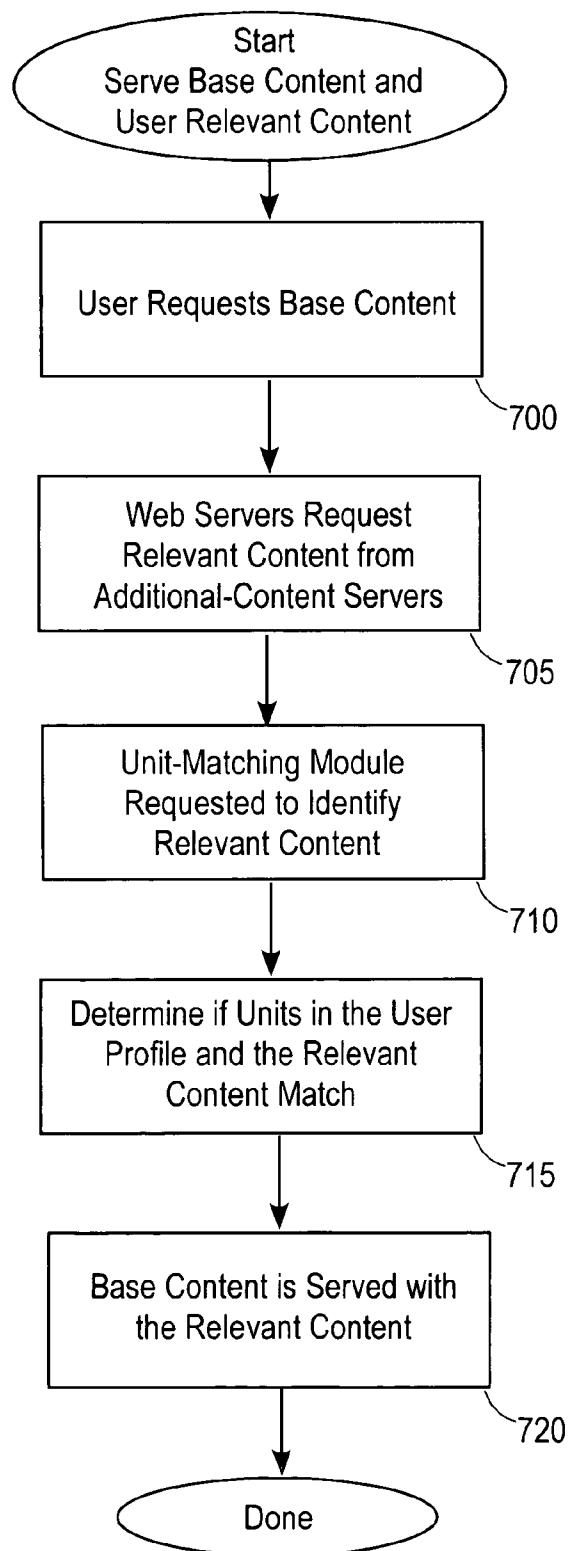 Start
Serve Base Content and
User Relevant Content
User Requests Base Content
700
Web Servers Request
Relevant Content from
Additional-Content Servers
705
Unit-Matching Module
Requested to Identify
Relevant Content
710
Determine if Units in the User
Profile and the Relevant
Content Match
715
Base Content is Served with
the Relevant Content
720
Done